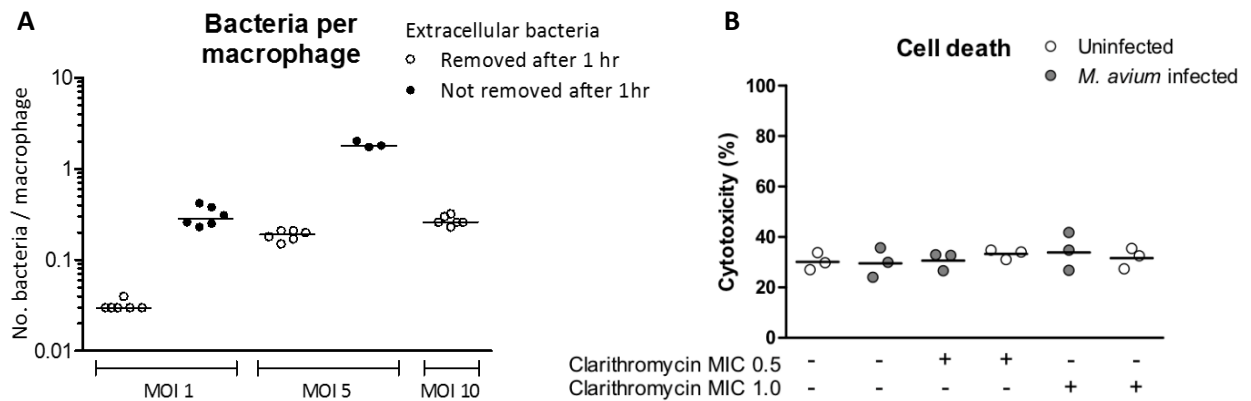 A
Bacteria per
macrophage
Extracellular bacteria
Removed after 1 hr
Not removed after 1hr
No. bacteria / macrophage
10
1
0.1
0.01
MOI 1
MOI 5
MOI 10
B
Cell death
Uninfected
M. avium infected
Cytotoxicity (%)
100
80
60
40
20
0
Clarithromycin MIC 0.5 - - + + - -
Clarithromycin MIC 1.0 - - - - + +